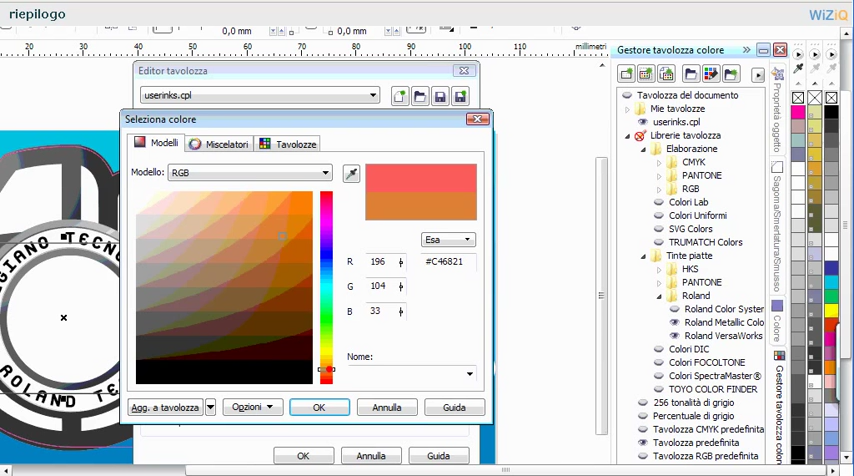 riepilogo
WiZiQ
0,0 mm
0,0 mm
20 30 40 50 60 70 80 90 100 110
millimetri
Gestore tavolozza colore
Editor tavolozza
userinks.cpl
Seleziona colore
Modelli
Miscelatori
Tavolozze
Modello:
RGB
Esa
R 196
#C46821
G 104
B 33
Nome:
Agg. a tavolozza
Opzioni
OK
Annulla
Guida
OK
Annulla
Guida
Tavolozza del documento
Mie tavolozze
userinks.cpl
Librerie tavolozza
Elaborazione
CMYK
PANTONE
RGB
Colori Lab
Colori Uniformi
SVG Colors
TRUMATCH Colors
Tinte piatte
HKS
PANTONE
Roland
Roland Color System
Roland Metallic Colo
Roland VersaWorks
Colori DIC
Colori FOCOLTONE
Colori SpectraMaster®
TOYO COLOR FINDER
256 tonalità di grigio
Percentuale di grigio
Tavolozza CMYK predefinita
Tavolozza predefinita
Tavolozza RGB predefinita
Proprietà oggetto
Sagoma/Smerlatura/Smusso
Colore
Gestore tavolozza color
GIANO TECNO
ROLAND TE